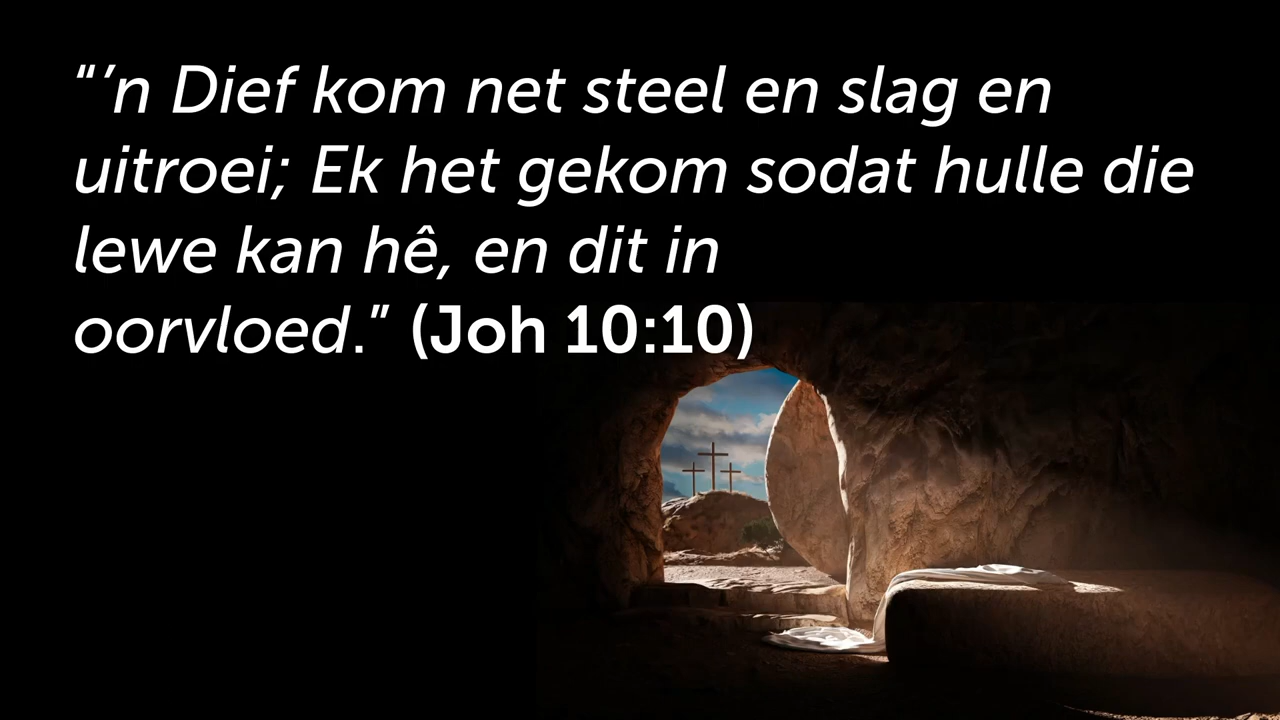 “’n Dief kom net steel en slag en
uitroei; Ek het gekom sodat hulle die
lewe kan hê, en dit in
oorvloed.” (Joh 10:10)